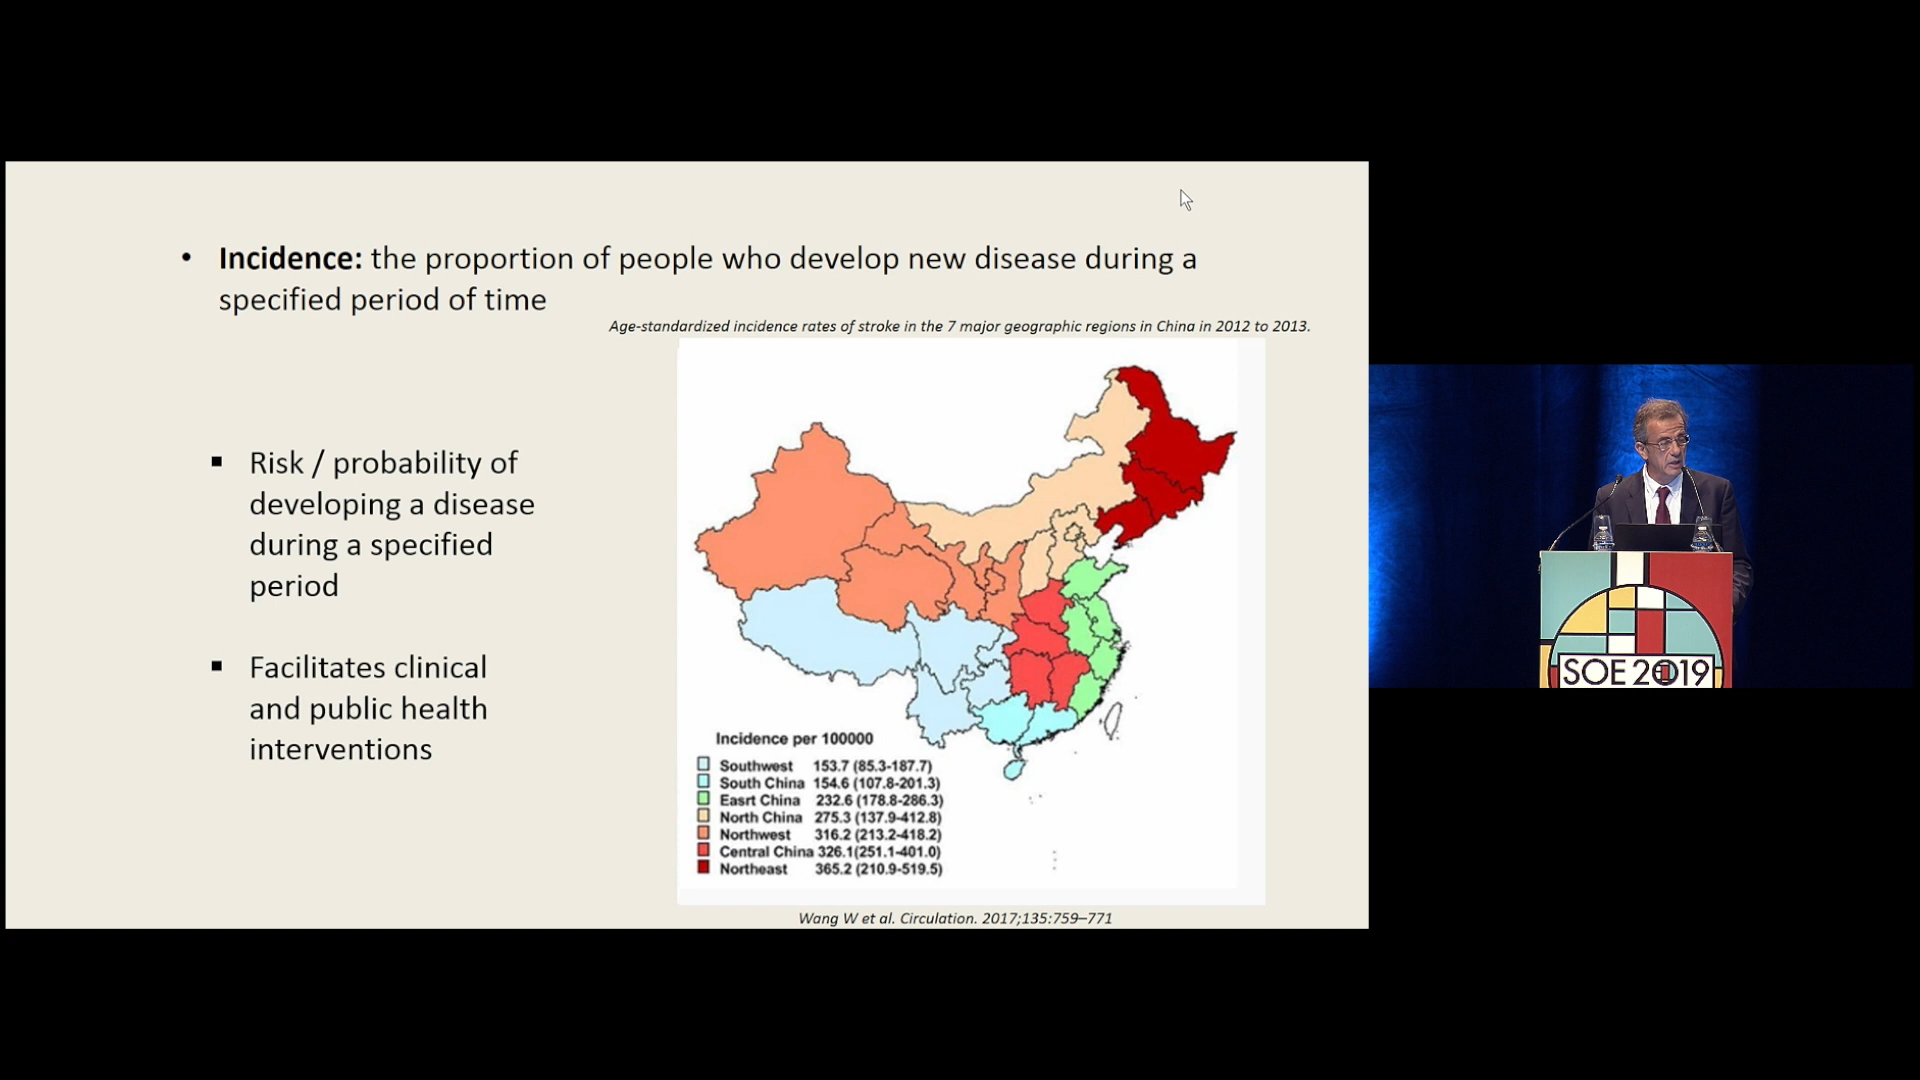 • Incidence: the proportion of people who develop new disease during a
specified period of time
Age-standardized incidence rates of stroke in the 7 major geographic regions in China in 2012 to 2013.
▪ Risk / probability of
developing a disease
during a specified
period
▪ Facilitates clinical
and public health
interventions
Incidence per 100000
Southwest 153.7 (85.3-187.7)
South China 154.6 (107.8-201.3)
Easrt China 232.6 (178.8-286.3)
North China 275.3 (137.9-412.8)
Northwest 316.2 (213.2-418.2)
Central China 326.1(251.1-401.0)
Northeast 365.2 (210.9-519.5)
Wang W et al. Circulation. 2017;135:759–771
SOE 2019